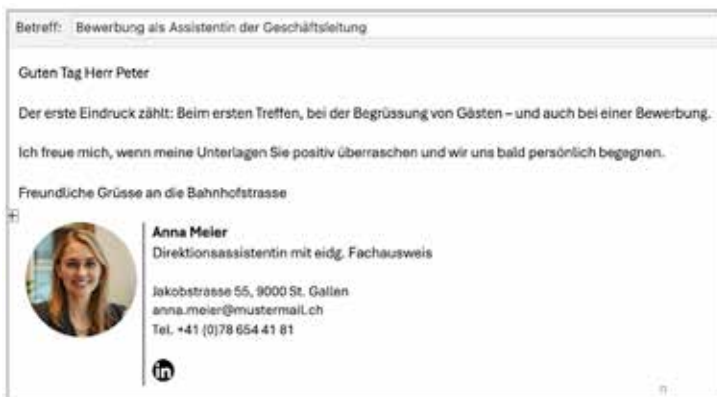 Betreff: Bewerbung als Assistentin der Geschäftsleitung
Guten Tag Herr Peter
Der erste Eindruck zählt: Beim ersten Treffen, bei der Begrüssung von Gästen – und auch bei einer Bewerbung.
Ich freue mich, wenn meine Unterlagen Sie positiv überraschen und wir uns bald persönlich begegnen.
Freundliche Grüsse an die Bahnhofstrasse
Anna Meier
Direktionsassistentin mit eidg. Fachausweis
Jakobstrasse 55, 9000 St. Gallen
anna.meier@mustermail.ch
Tel. +41 (0)78 654 41 81
in